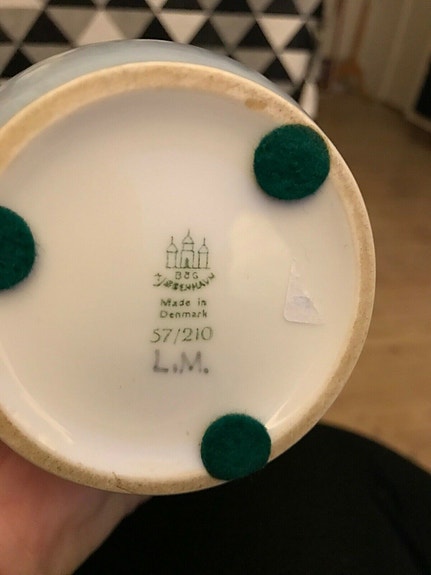 B&G
KJØBENHAVN
Made in
Denmark
57/210
L.M.